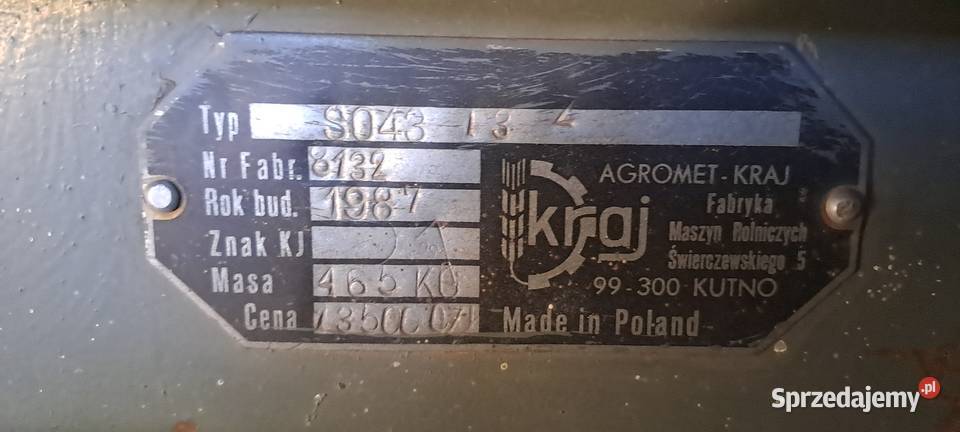 Typ S043 /3
Nr Fabr. 8132
Rok bud. 1987
Znak KJ
Masa 465 KG
Cena
kraj
AGROMET-KRAJ
Fabryka
Maszyn Rolniczych
Świerczewskiego 5
99-300 KUTNO
Made in Poland
Sprzedajemy.pl